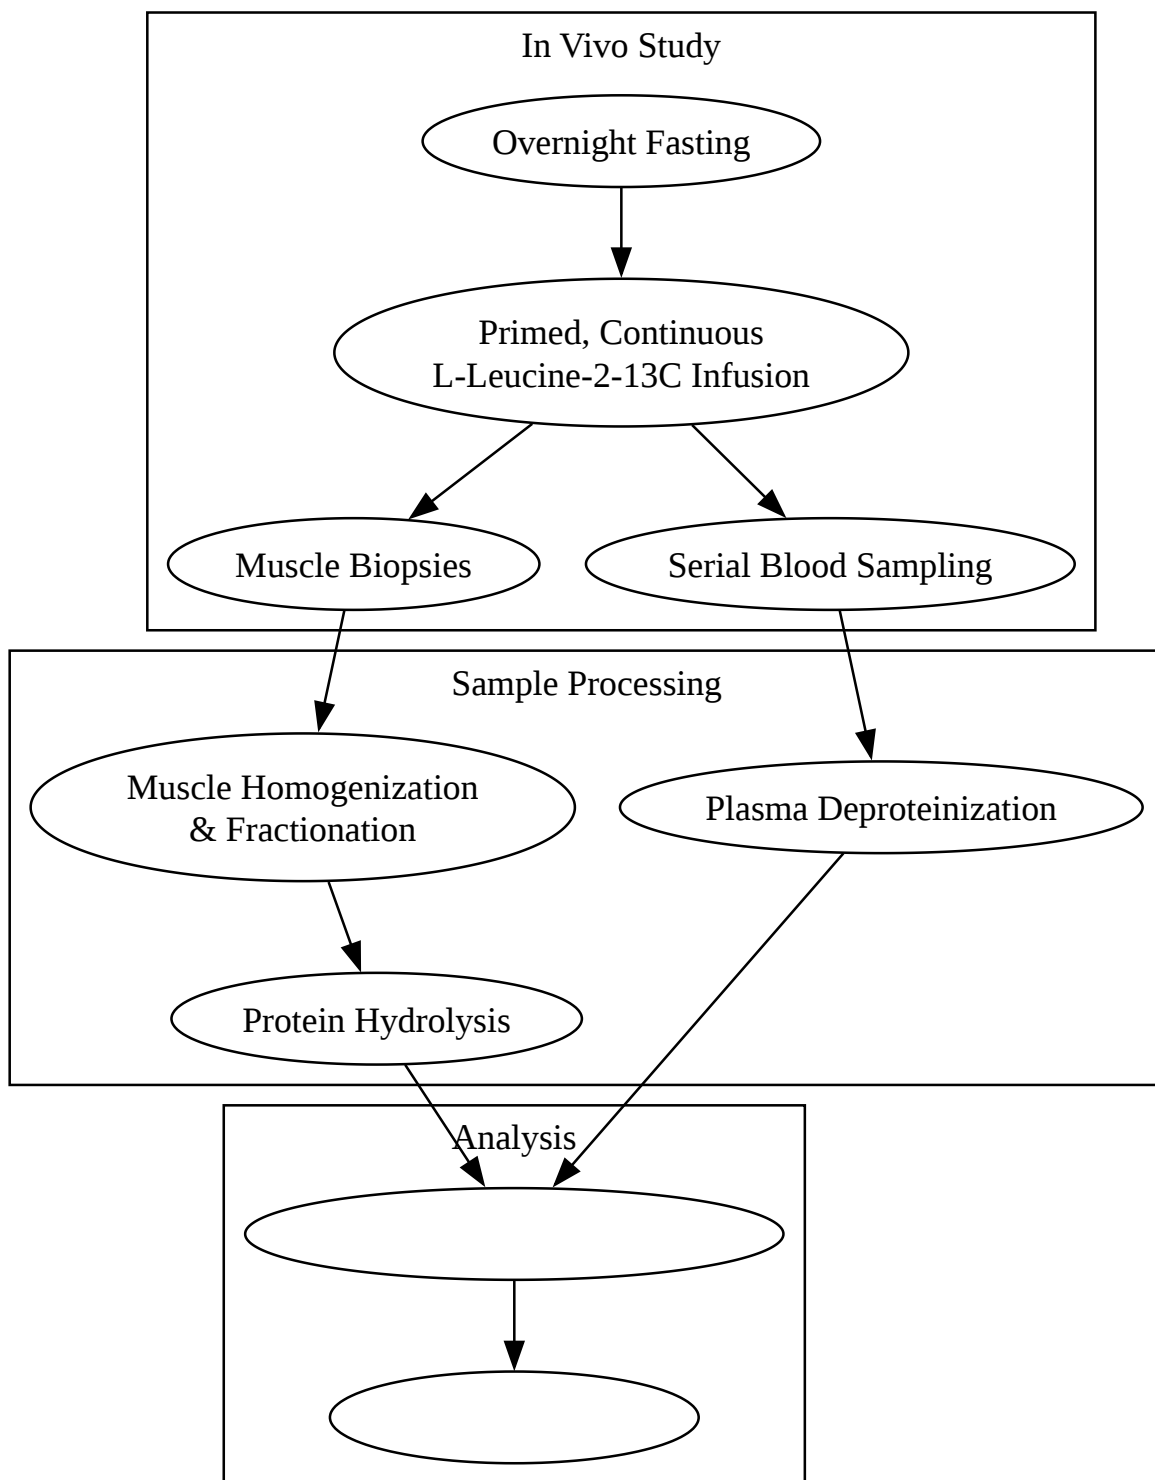 In Vivo Study
Overnight Fasting
Primed, Continuous
L-Leucine-2-13C Infusion
Muscle Biopsies
Serial Blood Sampling
Sample Processing
Muscle Homogenization
& Fractionation
Plasma Deproteinization
Protein Hydrolysis
Analysis